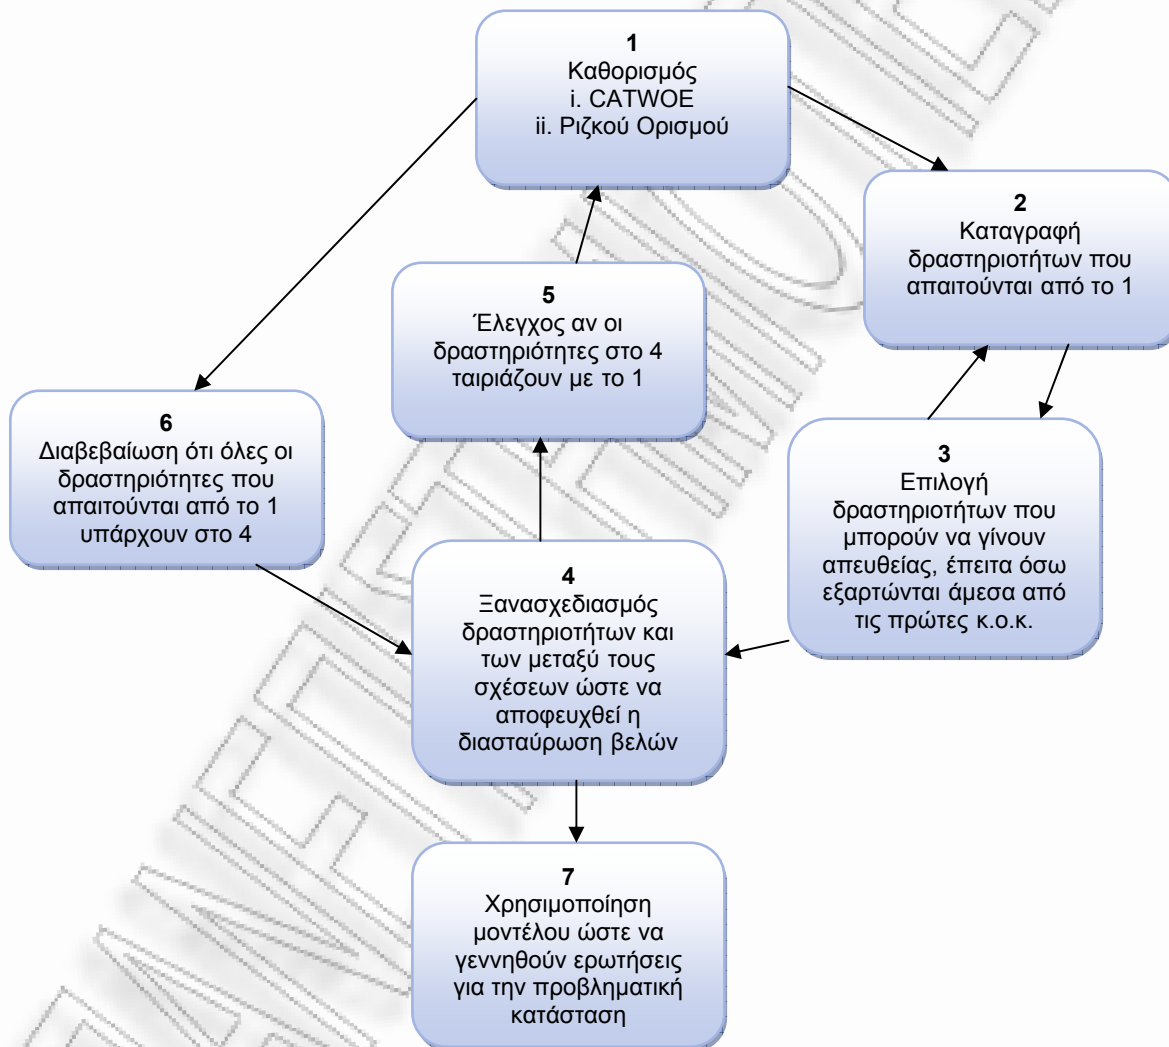 1
Καθορισμός
i. CATWOE
ii. Ριζκού Ορισμού
2
Καταγραφή
δραστηριοτήτων που
απαιτούνται από το 1
5
Έλεγχος αν οι
δραστηριότητες στο 4
ταιριάζουν με το 1
6
Διαβεβαίωση ότι όλες οι
δραστηριότητες που
απαιτούνται από το 1
υπάρχουν στο 4
3
Επιλογή
δραστηριοτήτων που
μπορούν να γίνουν
απευθείας, έπειτα όσω
εξαρτώνται άμεσα από
τις πρώτες κ.ο.κ.
4
Ξανασχεδιασμός
δραστηριοτήτων και
των μεταξύ τους
σχέσεων ώστε να
αποφευχθεί η
διασταύρωση βελών
7
Χρησιμοποίηση
μοντέλου ώστε να
γεννηθούν ερωτήσεις
για την προβληματική
κατάσταση